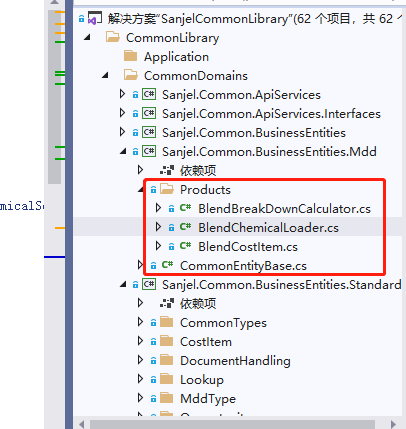 解决方案"SanjelCommonLibrary"(62 个项目，共 62
CommonLibrary
Application
CommonDomains
C# Sanjel.Common.ApiServices
C# Sanjel.Common.ApiServices.Interfaces
C# Sanjel.Common.BusinessEntities
C# Sanjel.Common.BusinessEntities.Mdd
依赖项
Products
C# BlendBreakDownCalculator.cs
C# BlendChemicalLoader.cs
micalSe
C# BlendCostItem.cs
C# CommonEntityBase.cs
C# Sanjel.Common.BusinessEntities.Standard
依赖项
CommonTypes
CostItem
DocumentHandling
Lookup
MddType